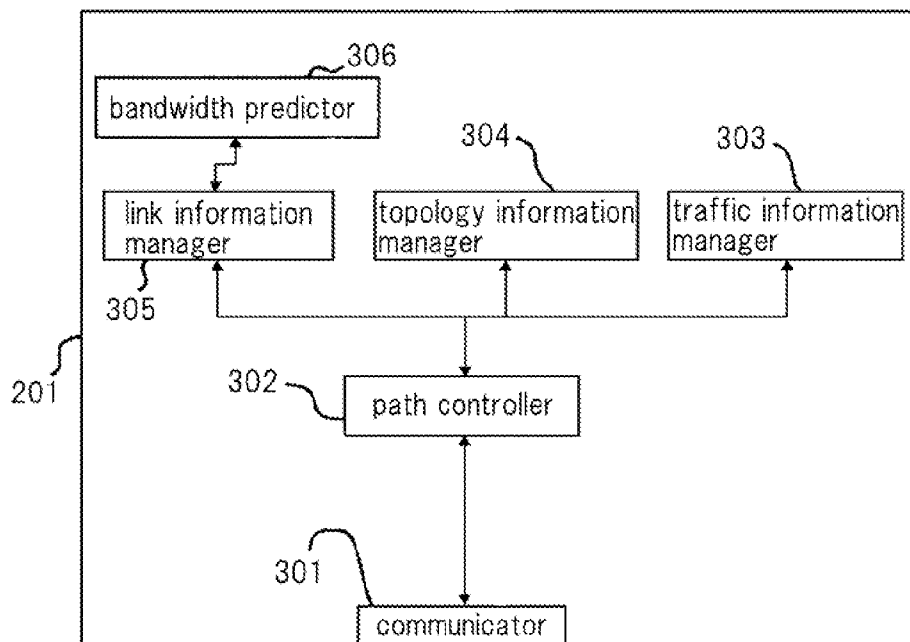 306
bandwidth predictor
304
303
link information
manager
topology information
manager
traffic information
manager
305
201
302
path controller
301
communicator